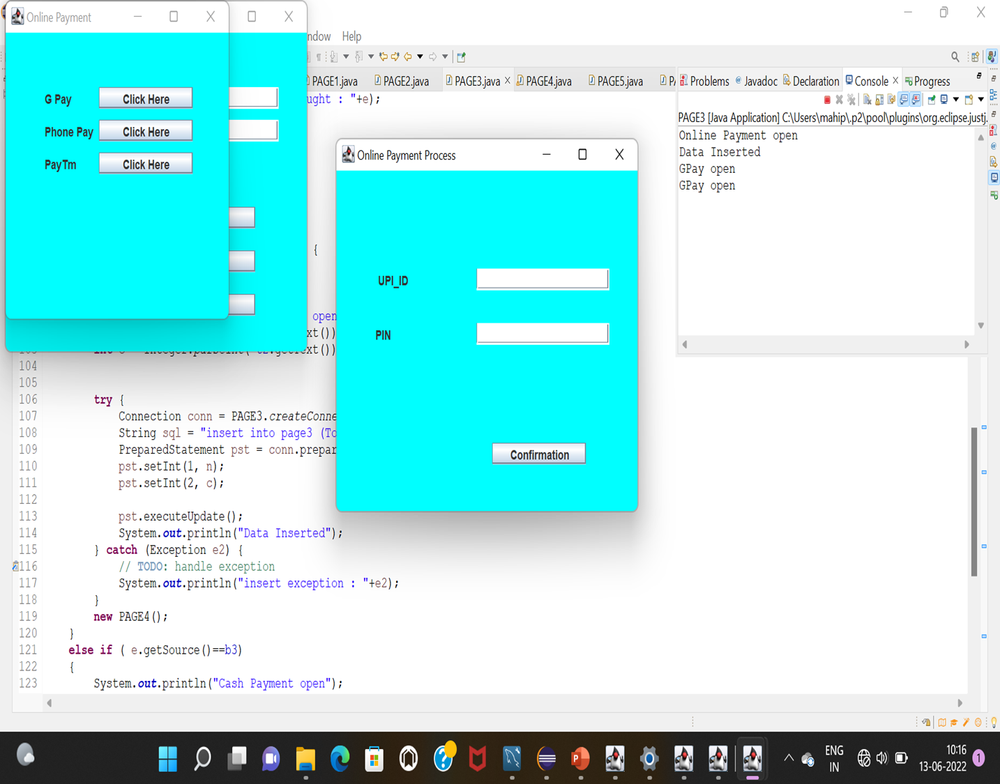 Online Payment
G Pay Click Here
Phone Pay Click Here
PayTm Click Here
Help
PAGE1.java PAGE2.java PAGE3.java PAGE4.java PAGE5.java
ught : "+e);
{
open
xt())
104
105
106 try {
107 Connection conn = PAGE3.createConne
108 String sql = "insert into page3 (To
109 PreparedStatement pst = conn.prepar
110 pst.setInt(1, n);
111 pst.setInt(2, c);
112
113 pst.executeUpdate();
114 System.out.println("Data Inserted");
115 } catch (Exception e2) {
116 // TODO: handle exception
117 System.out.println("insert exception : "+e2);
118 }
119 new PAGE4();
120 }
121 else if ( e.getSource()==b3)
122 {
123 System.out.println("Cash Payment open");
Online Payment Process
UPI_ID
PIN
Confirmation
Problems Javadoc Declaration Console Progress
PAGE3 [Java Application] C:\Users\mahip\.p2\pool\plugins\org.eclipse.justj.
Online Payment open
Data Inserted
GPay open
GPay open
ENG
IN
10:16
13-06-2022
1